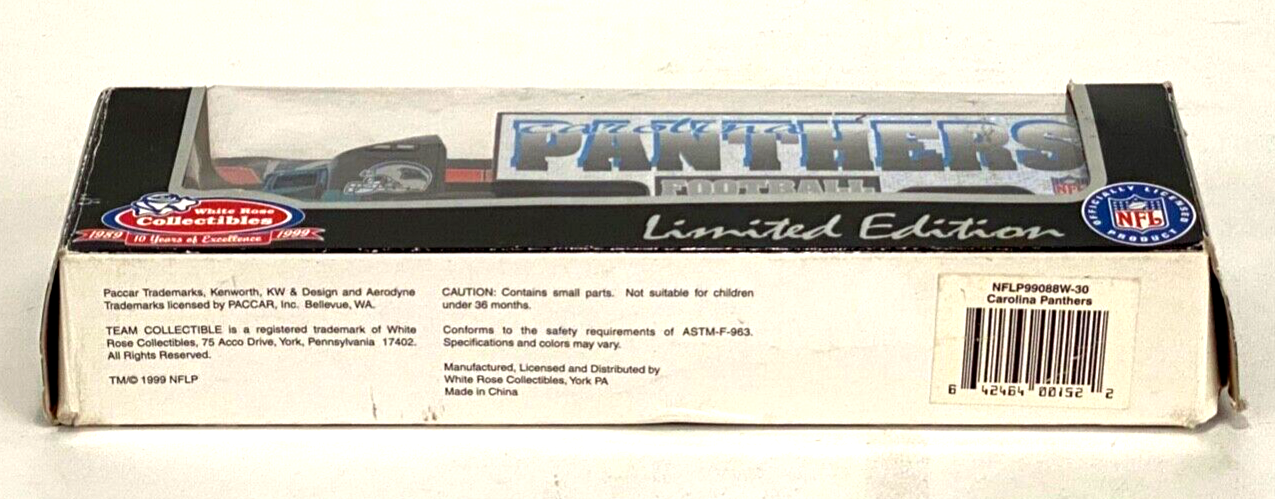 Carolina
PANTHERS
FOOTBALL
NFL
White Rose
Collectibles
1989 10 Years of Excellence 1999
Limited Edition
OFFICIALLY LICENSED
NFL
PRODUCT
Paccar Trademarks, Kenworth, KW & Design and Aerodyne
Trademarks licensed by PACCAR, Inc. Bellevue, WA.
TEAM COLLECTIBLE is a registered trademark of White
Rose Collectibles, 75 Acco Drive, York, Pennsylvania 17402.
All Rights Reserved.
TM/© 1999 NFLP
CAUTION: Contains small parts. Not suitable for children
under 36 months.
Conforms to the safety requirements of ASTM-F-963.
Specifications and colors may vary.
Manufactured, Licensed and Distributed by
White Rose Collectibles, York PA
Made in China
NFLP99088W-30
Carolina Panthers
6 42464 00152 2